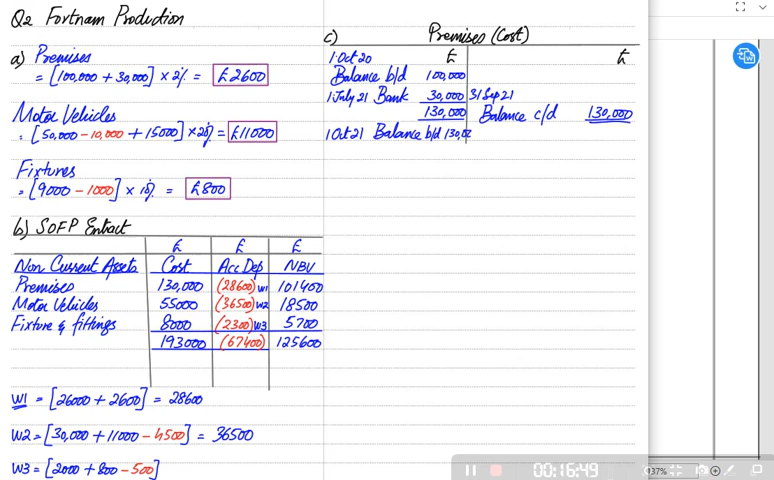 Q2 Fortnam Production
a) Premises
= [100,000 + 30,000] × 2% = £2600
Motor Vehicles
= [50,000 - 10,000 + 15000] × 20% = £11000
Fixtures
= [9000 - 1000] × 10% = £800
b) SOFP Extract
£ £ £
Non Current Assets Cost Acc Dep NBV
Premises 130,000 (28600) W1 101400
Motor Vehicles 55000 (36500) W2 18500
Fixture & fittings 8000 (2300) W3 5700
193000 (67400) 125600
W1 = [26000 + 2600] = 28600
W2 = [30,000 + 11000 - 4500] = 36500
W3 = [2000 + 800 - 500]
c) Premises (Cost)
1 Oct 20 £ £
Balance b/d 100,000
1 July 21 Bank 30,000 31 Sep 21
130,000 Balance c/d 130,000
1 Oct 21 Balance b/d 130,00
00:16:49
37%